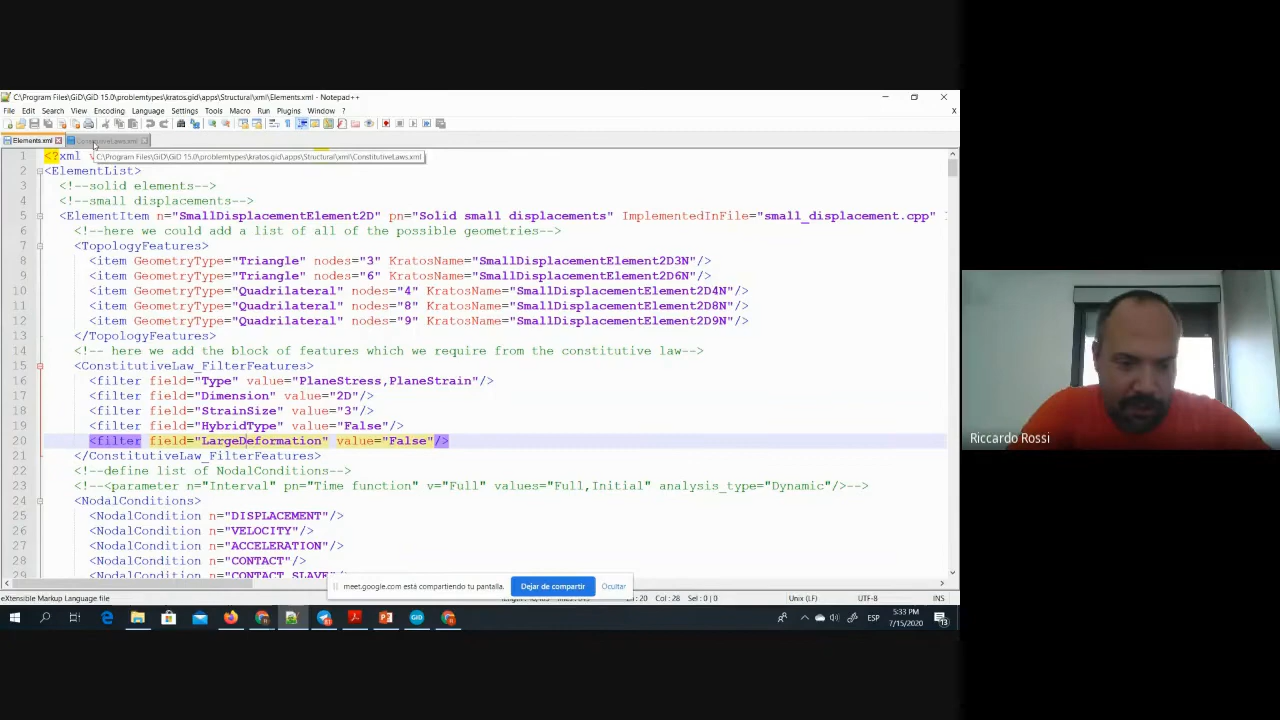 C:\Program Files\GiD\GiD 15.0\problemtypes\kratos.gid\apps\Structural\xml\Elements.xml - Notepad++
File Edit Search View Encoding Language Settings Tools Macro Run Plugins Window ? X
Elements.xml ConstitutiveLaws.xml
1 <?xml
C:\Program Files\GiD\GiD 15.0\problemtypes\kratos.gid\apps\Structural\xml\ConstitutiveLaws.xml
2 <ElementList>
3 <!--solid elements-->
4 <!--small displacements-->
5 <ElementItem n="SmallDisplacementElement2D" pn="Solid small displacements" ImplementedInFile="small_displacement.cpp"
6 <!--here we could add a list of all of the possible geometries-->
7 <TopologyFeatures>
8 <item GeometryType="Triangle" nodes="3" KratosName="SmallDisplacementElement2D3N"/>
9 <item GeometryType="Triangle" nodes="6" KratosName="SmallDisplacementElement2D6N"/>
10 <item GeometryType="Quadrilateral" nodes="4" KratosName="SmallDisplacementElement2D4N"/>
11 <item GeometryType="Quadrilateral" nodes="8" KratosName="SmallDisplacementElement2D8N"/>
12 <item GeometryType="Quadrilateral" nodes="9" KratosName="SmallDisplacementElement2D9N"/>
13 </TopologyFeatures>
14 <!-- here we add the block of features which we require from the constitutive law-->
15 <ConstitutiveLaw_FilterFeatures>
16 <filter field="Type" value="PlaneStress,PlaneStrain"/>
17 <filter field="Dimension" value="2D"/>
18 <filter field="StrainSize" value="3"/>
19 <filter field="HybridType" value="False"/>
20 <filter field="LargeDeformation" value="False"/>
21 </ConstitutiveLaw_FilterFeatures>
22 <!--define list of NodalConditions-->
23 <!--<parameter n="Interval" pn="Time function" v="Full" values="Full,Initial" analysis_type="Dynamic"/>-->
24 <NodalConditions>
25 <NodalCondition n="DISPLACEMENT"/>
26 <NodalCondition n="VELOCITY"/>
27 <NodalCondition n="ACCELERATION"/>
28 <NodalCondition n="CONTACT"/>
29 <NodalCondition n="CONTACT_SLAVE"/>
meet.google.com está compartiendo tu pantalla. Dejar de compartir Ocultar
eXtensible Markup Language file Ln : 20 Col : 28 Sel : 0 | 0 Unix (LF) UTF-8 INS
ESP
5:33 PM
7/15/2020
13
Riccardo Rossi